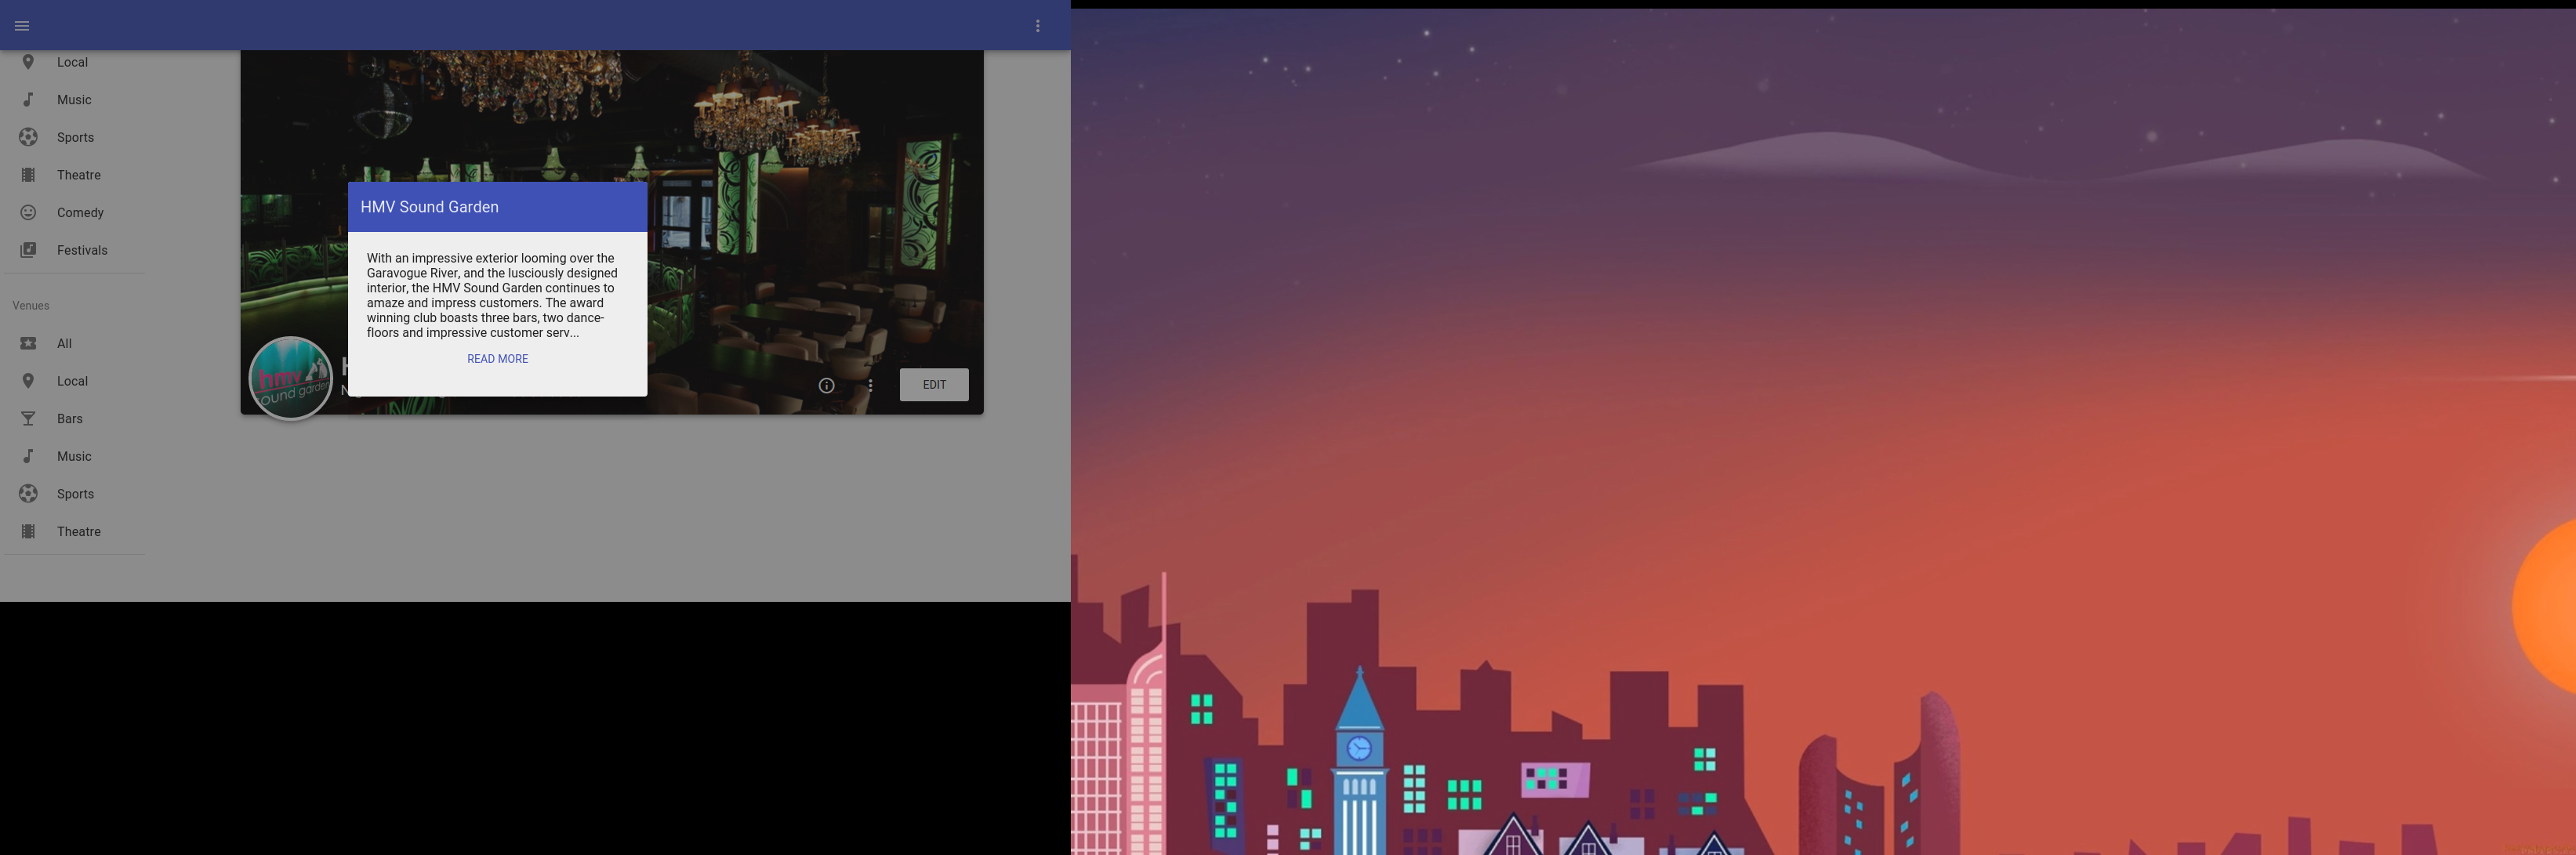 Local
Music
Sports
Theatre
Comedy
Festivals
Venues
All
Local
Bars
Music
Sports
Theatre
HMV Sound Garden
With an impressive exterior looming over the
Garavogue River, and the lusciously designed
interior, the HMV Sound Garden continues to
amaze and impress customers. The award
winning club boasts three bars, two dance-
floors and impressive customer serv...
READ MORE
hmv
sound garden
EDIT